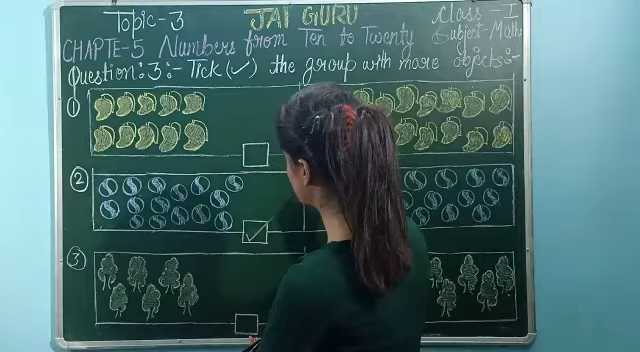 Topic-3 JAI GURU Class-I
CHAPTE-5 Numbers from Ten to Twenty Subject-Maths
Question:3:- Tick (✓) the group with more objects:-
1
2
✓
3